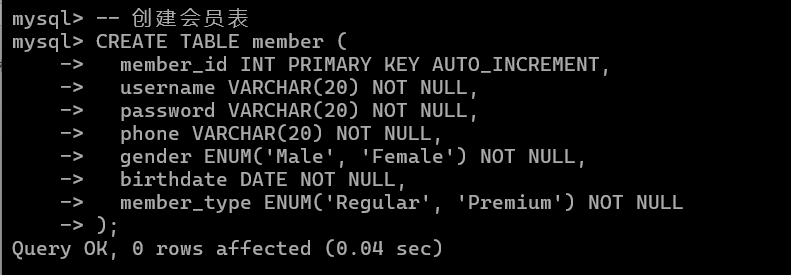 mysql> -- 创建会员表
mysql> CREATE TABLE member (
    ->   member_id INT PRIMARY KEY AUTO_INCREMENT,
    ->   username VARCHAR(20) NOT NULL,
    ->   password VARCHAR(20) NOT NULL,
    ->   phone VARCHAR(20) NOT NULL,
    ->   gender ENUM('Male', 'Female') NOT NULL,
    ->   birthdate DATE NOT NULL,
    ->   member_type ENUM('Regular', 'Premium') NOT NULL
    -> );
Query OK, 0 rows affected (0.04 sec)